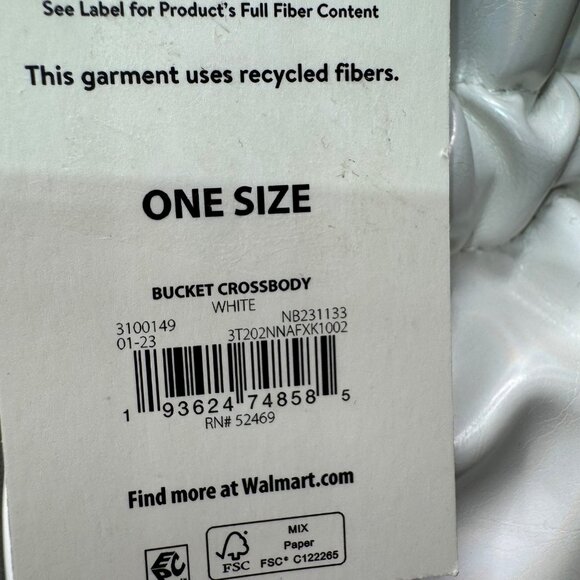 See Label for Product's Full Fiber Content
This garment uses recycled fibers.
ONE SIZE
BUCKET CROSSBODY
WHITE
3100149 NB231133
01-23 3T202NNAFXK1002
1 93624 74858 5
RN# 52469
Find more at Walmart.com
FSC
MIX
Paper
FSC® C122265